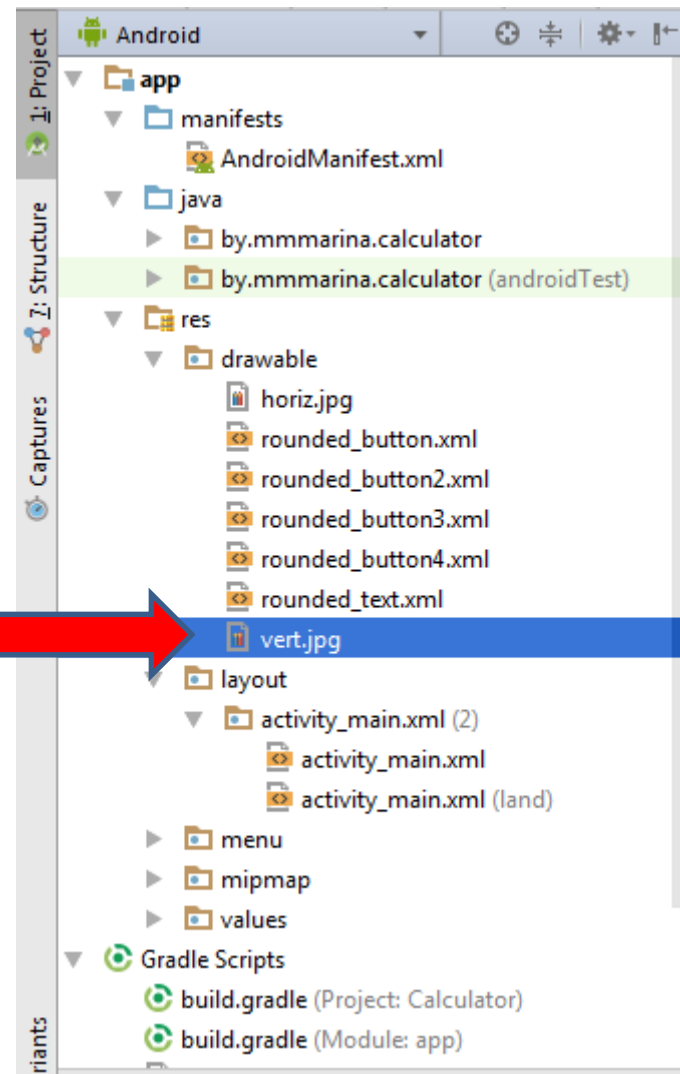 1: Project
7: Structure
Captures
riants
Android
app
manifests
AndroidManifest.xml
java
by.mmmarina.calculator
by.mmmarina.calculator (androidTest)
res
drawable
horiz.jpg
rounded_button.xml
rounded_button2.xml
rounded_button3.xml
rounded_button4.xml
rounded_text.xml
vert.jpg
layout
activity_main.xml (2)
activity_main.xml
activity_main.xml (land)
menu
mipmap
values
Gradle Scripts
build.gradle (Project: Calculator)
build.gradle (Module: app)